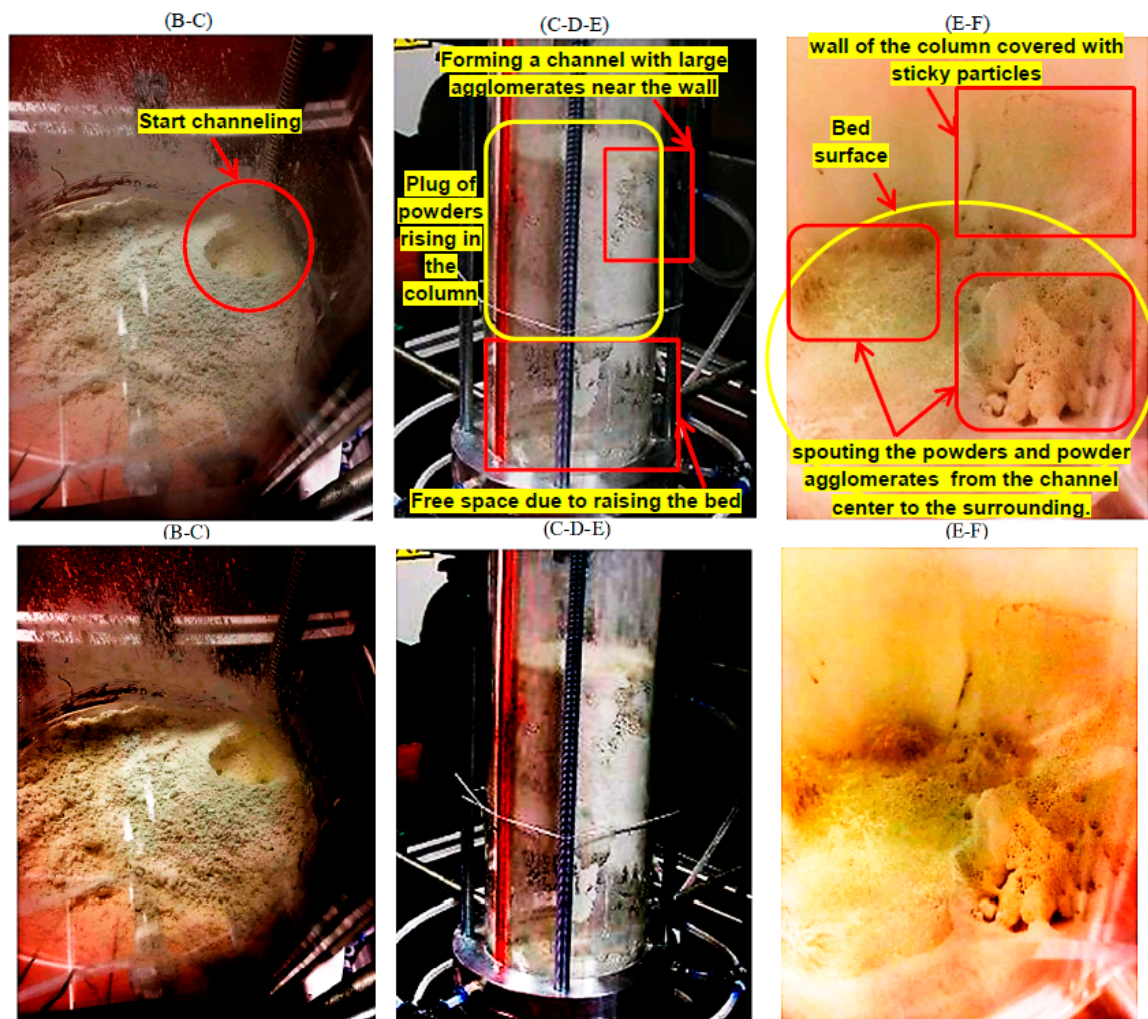 (B-C)
(C-D-E)
(E-F)
Start channeling
Forming a channel with large
agglomerates near the wall
Plug of
powders
rising in
the
column
Free space due to raising the bed
wall of the column covered with
sticky particles
Bed
surface
spouting the powders and powder
agglomerates from the channel
center to the surrounding.
(B-C)
(C-D-E)
(E-F)